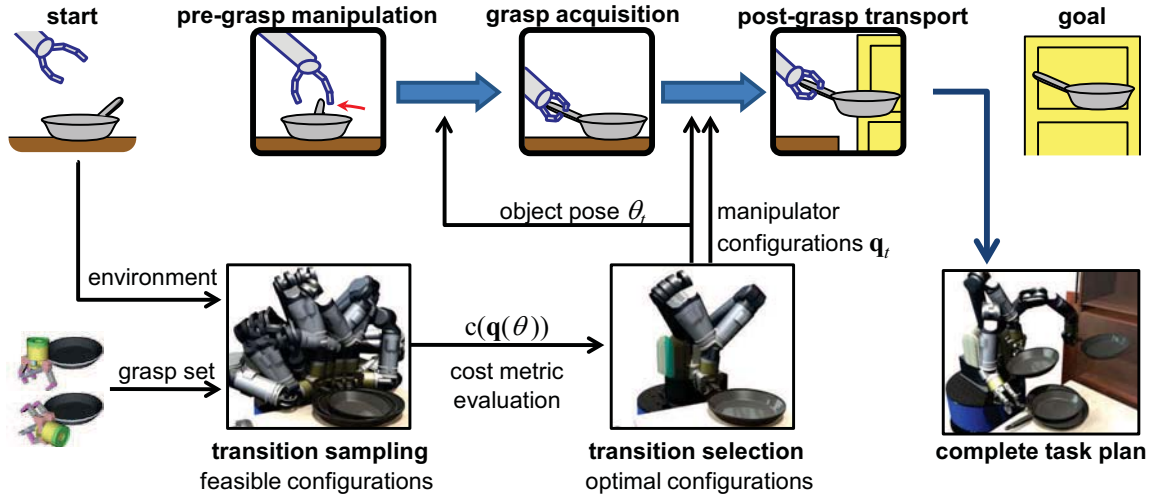 start
pre-grasp manipulation
grasp acquisition
post-grasp transport
goal
object pose θₜ
manipulator
configurations qₜ
environment
grasp set
c(q(θ))
cost metric
evaluation
transition sampling
feasible configurations
transition selection
optimal configurations
complete task plan